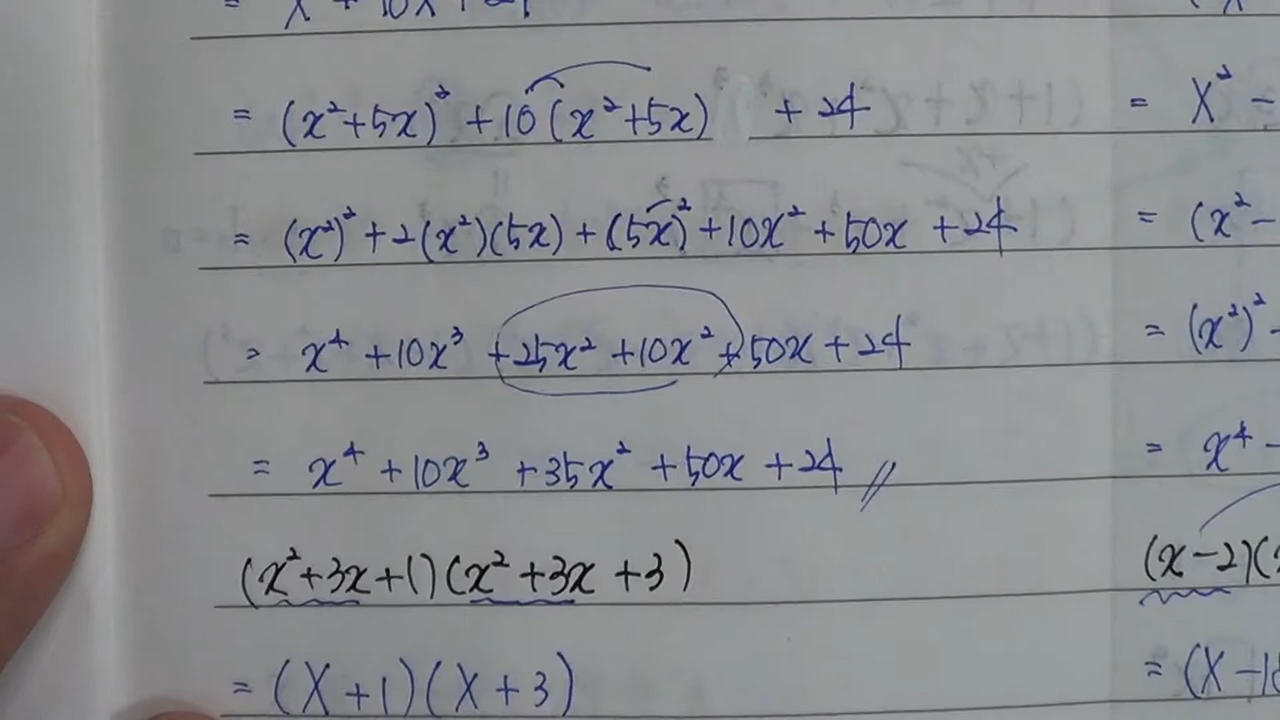 = (x²+5x)² +10(x²+5x) +24
= (x²)² +2(x²)(5x) +(5x)² +10x² +50x +24
= x⁴ +10x³ +25x² +10x² +50x +24
= x⁴ +10x³ +35x² +50x +24 //
(x²+3x+1)(x²+3x+3)
= (X+1)(X+3)
= X² -
= (x² -
= (x²)² -
= x⁴ -
(x-2)(
= (X -